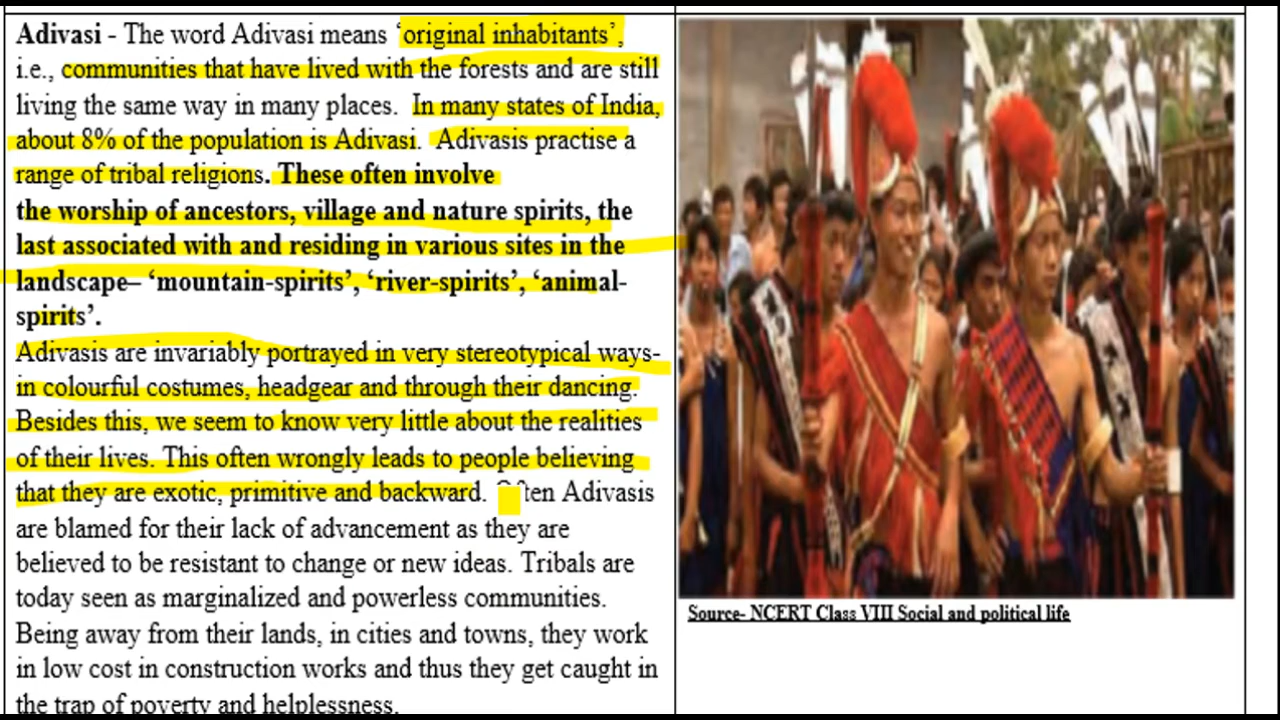 Adivasi - The word Adivasi means ‘original inhabitants’,
i.e., communities that have lived with the forests and are still
living the same way in many places. In many states of India,
about 8% of the population is Adivasi. Adivasis practise a
range of tribal religions. These often involve
the worship of ancestors, village and nature spirits, the
last associated with and residing in various sites in the
landscape– ‘mountain-spirits’, ‘river-spirits’, ‘animal-
spirits’.
Adivasis are invariably portrayed in very stereotypical ways-
in colourful costumes, headgear and through their dancing.
Besides this, we seem to know very little about the realities
of their lives. This often wrongly leads to people believing
that they are exotic, primitive and backward. Often Adivasis
are blamed for their lack of advancement as they are
believed to be resistant to change or new ideas. Tribals are
today seen as marginalized and powerless communities.
Being away from their lands, in cities and towns, they work
in low cost in construction works and thus they get caught in
the trap of poverty and helplessness.
Source- NCERT Class VIII Social and political life